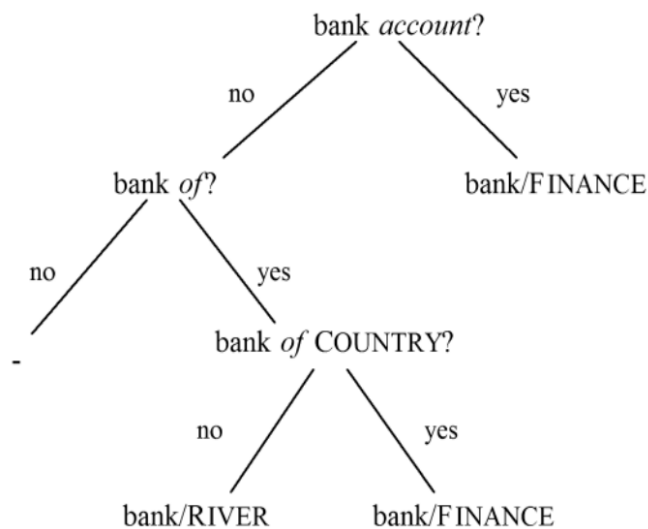 bank account?
no
yes
bank of?
bank/FINANCE
no
yes
-
bank of COUNTRY?
no
yes
bank/RIVER
bank/FINANCE